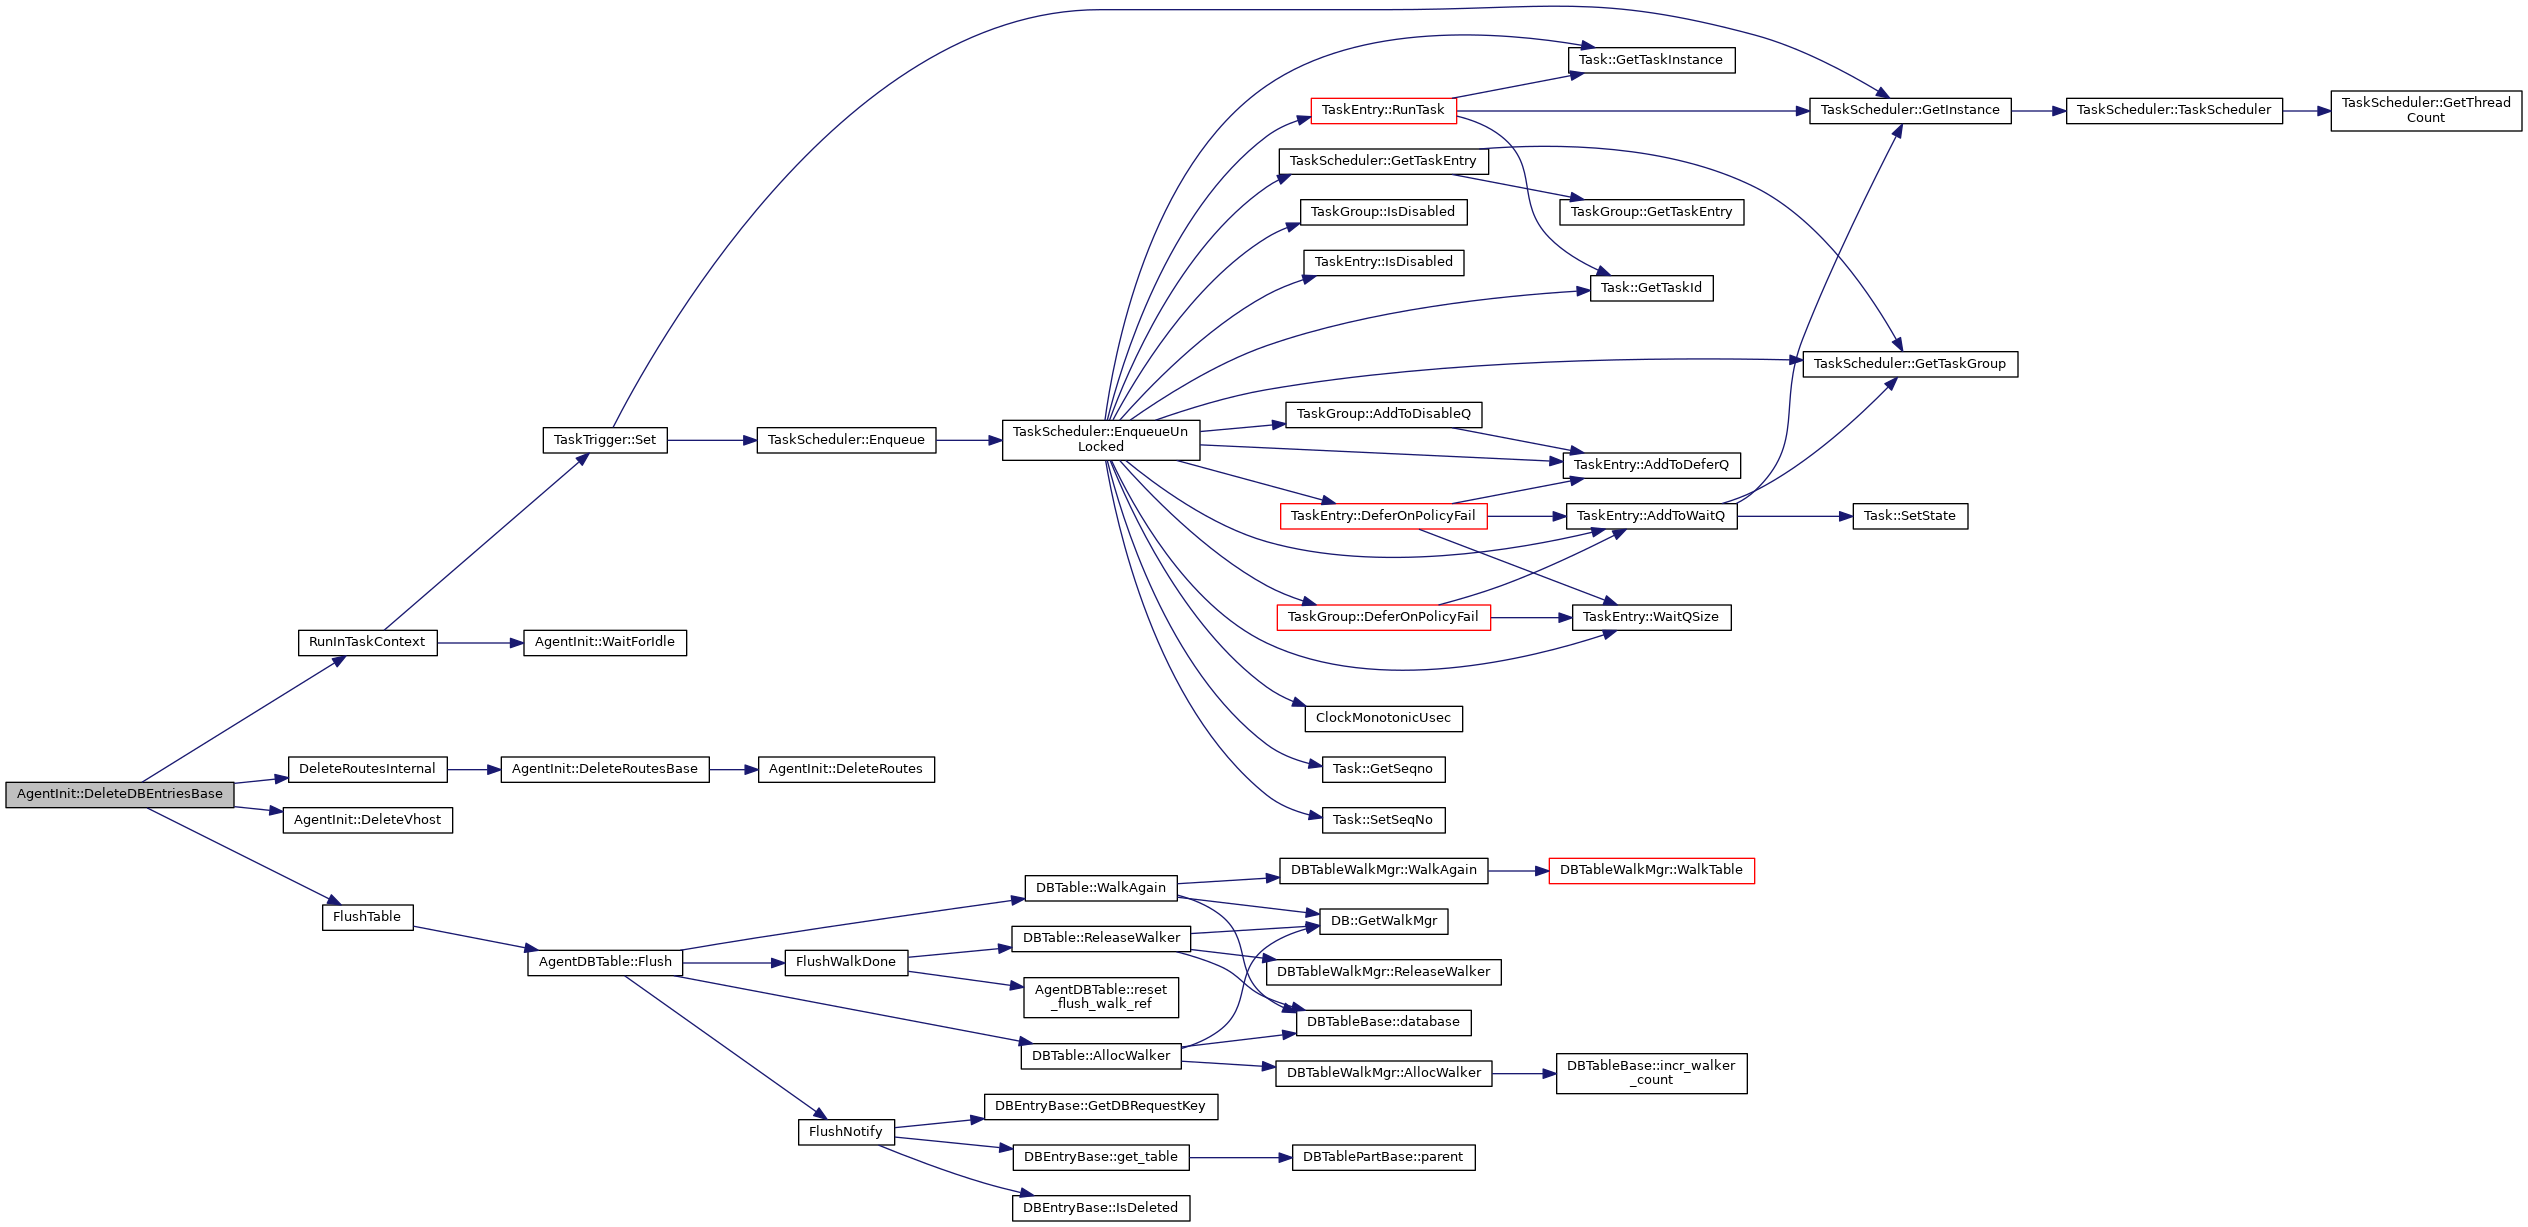 AgentInit::DeleteDBEntriesBase
RunInTaskContext
TaskTrigger::Set
TaskScheduler::GetInstance
TaskScheduler::TaskScheduler
TaskScheduler::GetThread
Count
TaskScheduler::Enqueue
TaskScheduler::EnqueueUn
Locked
Task::GetTaskInstance
TaskEntry::RunTask
TaskScheduler::GetTaskEntry
TaskGroup::GetTaskEntry
TaskGroup::IsDisabled
TaskEntry::IsDisabled
Task::GetTaskId
TaskScheduler::GetTaskGroup
TaskGroup::AddToDisableQ
TaskEntry::AddToDeferQ
TaskEntry::DeferOnPolicyFail
TaskEntry::AddToWaitQ
Task::SetState
TaskGroup::DeferOnPolicyFail
TaskEntry::WaitQSize
ClockMonotonicUsec
Task::GetSeqno
Task::SetSeqNo
AgentInit::WaitForIdle
DeleteRoutesInternal
AgentInit::DeleteRoutesBase
AgentInit::DeleteRoutes
AgentInit::DeleteVhost
FlushTable
AgentDBTable::Flush
DBTable::WalkAgain
DBTableWalkMgr::WalkAgain
DBTableWalkMgr::WalkTable
DB::GetWalkMgr
FlushWalkDone
DBTable::ReleaseWalker
DBTableWalkMgr::ReleaseWalker
AgentDBTable::reset
_flush_walk_ref
DBTableBase::database
DBTable::AllocWalker
DBTableWalkMgr::AllocWalker
DBTableBase::incr_walker
_count
FlushNotify
DBEntryBase::GetDBRequestKey
DBEntryBase::get_table
DBTablePartBase::parent
DBEntryBase::IsDeleted